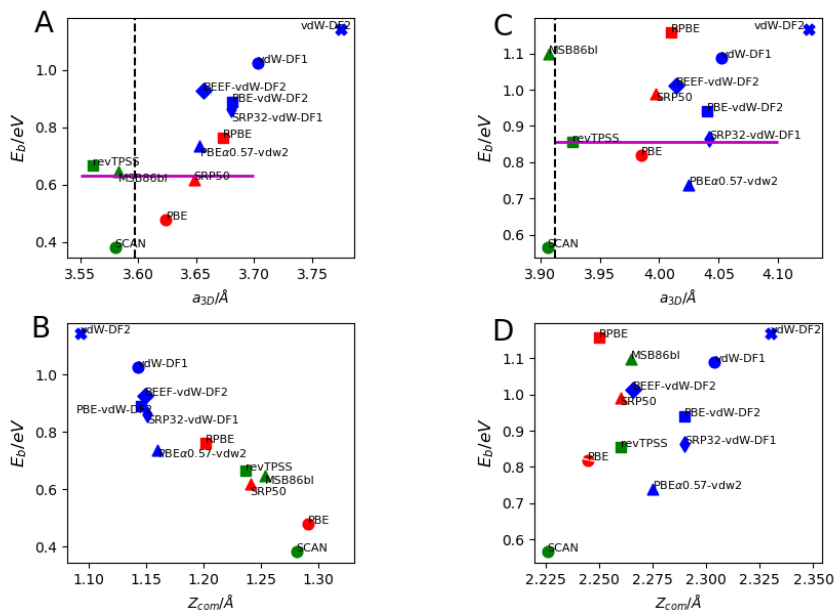 A
vdW-DF2
vdW-DF1
BEEF-vdW-DF2
PBE-vdW-DF2
SRP32-vdW-DF1
RPBE
PBEα0.57-vdw2
revTPSS
MSB86bl
SRP50
PBE
SCAN
E_b/eV
1.0
0.8
0.6
0.4
3.55 3.60 3.65 3.70 3.75
a_3D/Å
C
RPBE
vdW-DF2
MSB86bl
vdW-DF1
BEEF-vdW-DF2
SRP50
PBE-vdW-DF2
revTPSS
SRP32-vdW-DF1
PBE
PBEα0.57-vdw2
SCAN
E_b/eV
1.1
1.0
0.9
0.8
0.7
0.6
3.90 3.95 4.00 4.05 4.10
a_3D/Å
B
vdW-DF2
vdW-DF1
BEEF-vdW-DF2
PBE-vdW-DF2
SRP32-vdW-DF1
RPBE
PBEα0.57-vdw2
revTPSS
MSB86bl
SRP50
PBE
SCAN
E_b/eV
1.0
0.8
0.6
0.4
1.10 1.15 1.20 1.25 1.30
Z_com/Å
D
RPBE
vdW-DF2
MSB86bl
vdW-DF1
BEEF-vdW-DF2
SRP50
PBE-vdW-DF2
revTPSS
SRP32-vdW-DF1
PBE
PBEα0.57-vdw2
SCAN
E_b/eV
1.1
1.0
0.9
0.8
0.7
0.6
2.225 2.250 2.275 2.300 2.325 2.350
Z_com/Å